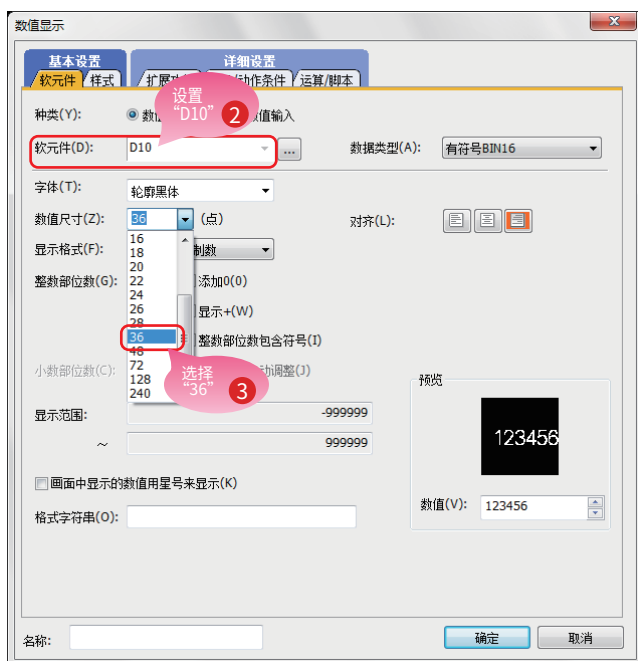 数值显示
基本设置 详细设置
软元件 样式 扩展 动作条件 运算/脚本
种类(Y): 数值 值输入
设置
“D10” 2
软元件(D): D10 ... 数据类型(A): 有符号BIN16
字体(T): 轮廓黑体
数值尺寸(Z): 36 (点) 对齐(L):
显示格式(F): 制数
整数部位数(G): 添加0(0)
显示+(W)
整数部位数包含符号(I)
小数部位数(C): 动调整(J)
16
18
20
22
24
26
28
36
48
72
128
240
选择
“36” 3
显示范围: -999999
~ 999999
预览
123456
数值(V): 123456
画面中显示的数值用星号来显示(K)
格式字符串(O):
名称: 确定 取消